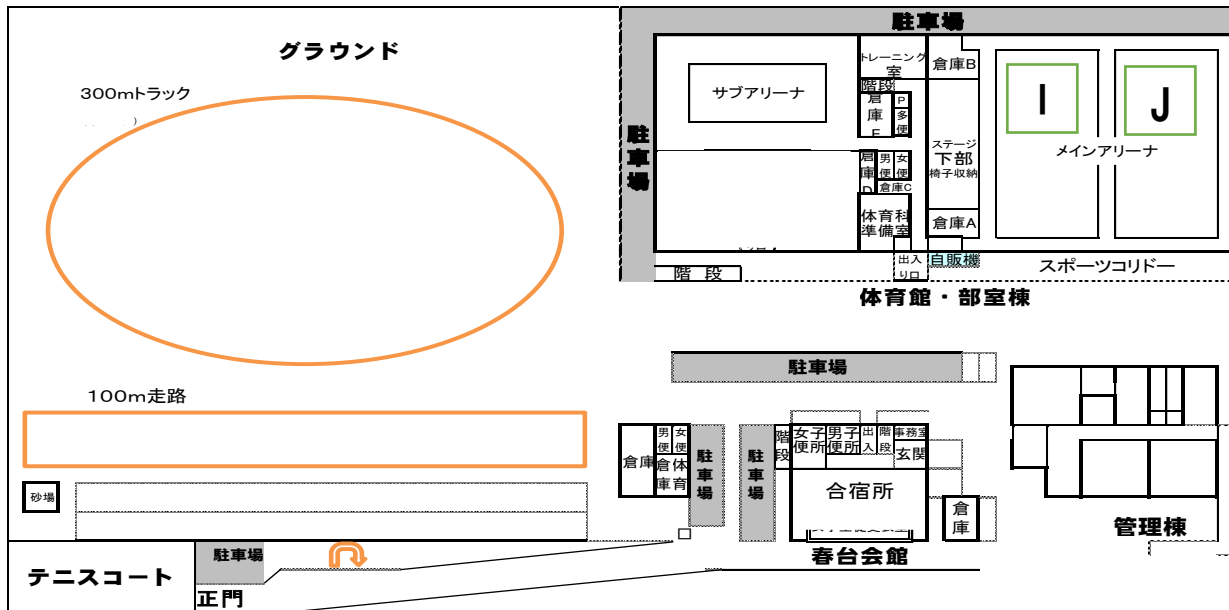 駐車場
グラウンド
300mトラック
)
トレーニング
室
倉庫B
階段
サブアリーナ
倉庫
P
多便
I
J
駐車場
ステージ
下部
椅子収納
メインアリーナ
倉庫D
男便
女便
倉庫C
体育科
準備室
倉庫A
出入
り口
自販機
スポーツコリドー
階段
体育館・部室棟
駐車場
100m走路
倉庫
男便
女便
倉庫
体育
駐車場
駐車場
階段
女子
便所
男子
便所
出入
階段
事務室
玄関
合宿所
倉庫
砂場
管理棟
春台会館
駐車場
テニスコート
正門